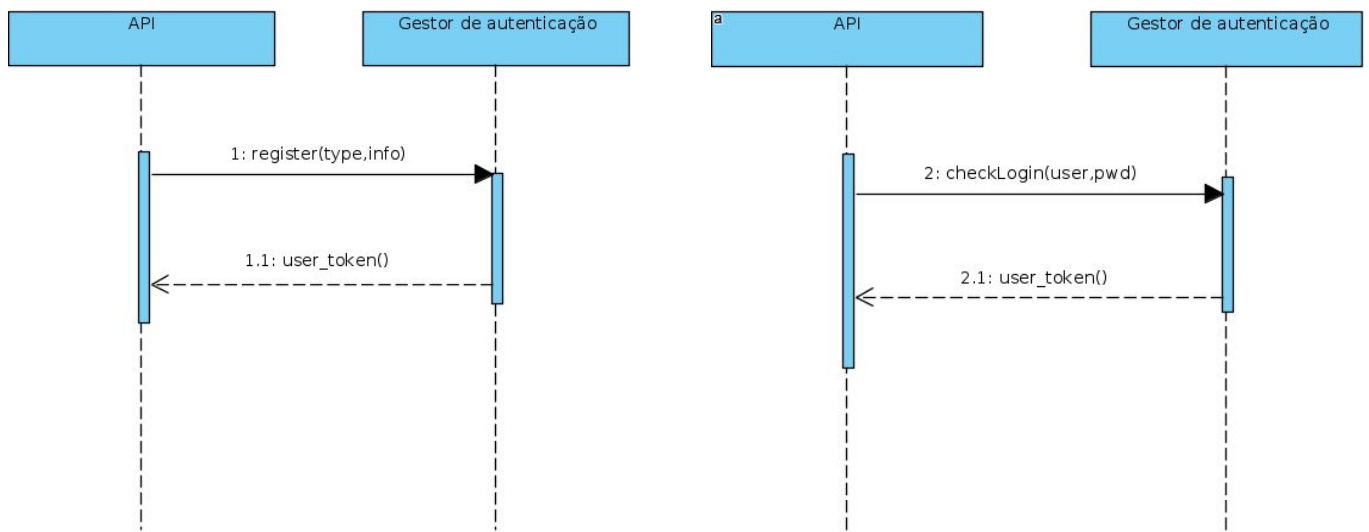 API
Gestor de autenticação
1: register(type,info)
1.1: user_token()
a
API
Gestor de autenticação
2: checkLogin(user,pwd)
2.1: user_token()